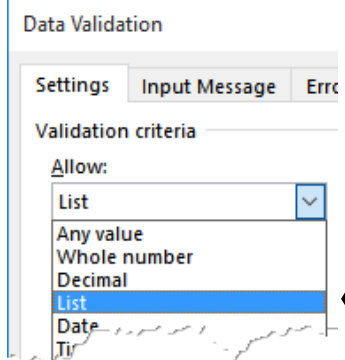 Data Validation
Settings Input Message
Validation criteria
Allow:
List
Any value
Whole number
Decimal
List
Date